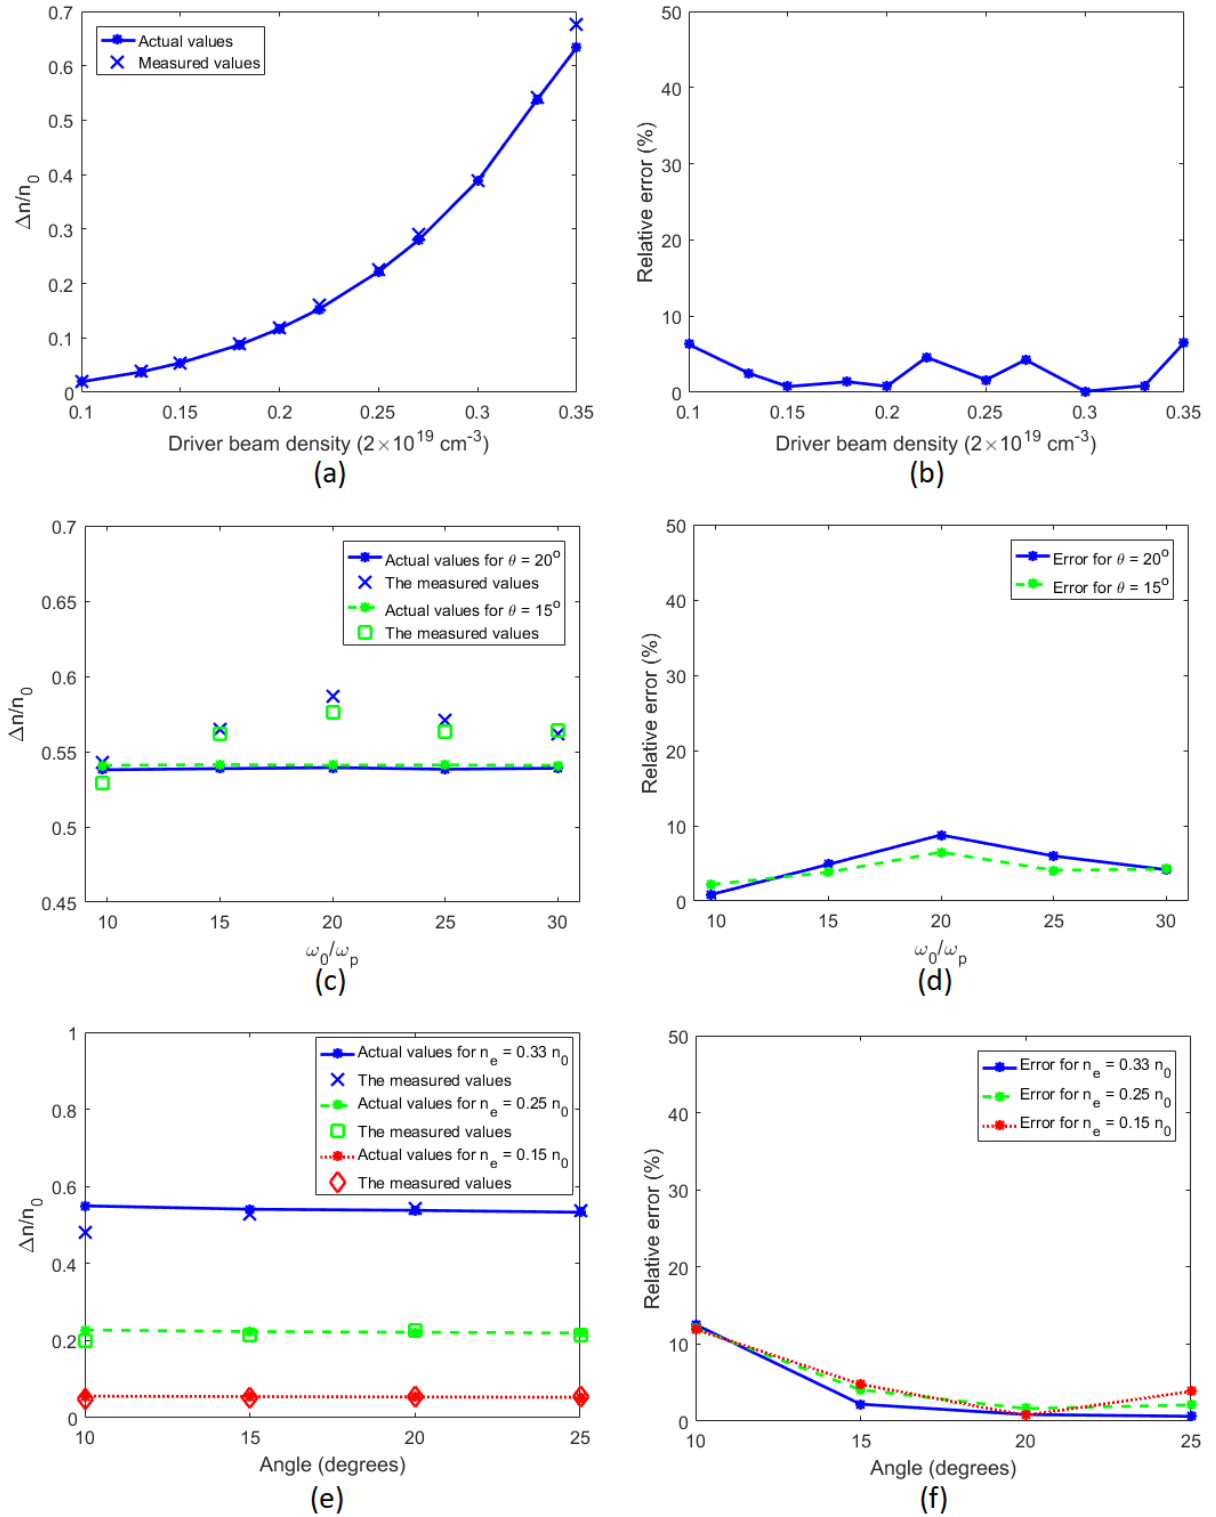 0.7
0.6
0.5
0.4
0.3
0.2
0.1
0
Δn/n0
Actual values
Measured values
0.1 0.15 0.2 0.25 0.3 0.35
Driver beam density (2×10^19 cm^-3)
(a)
50
40
30
20
10
0
Relative error (%)
0.1 0.15 0.2 0.25 0.3 0.35
Driver beam density (2×10^19 cm^-3)
(b)
0.7
0.65
0.6
0.55
0.5
0.45
Δn/n0
Actual values for θ = 20°
The measured values
Actual values for θ = 15°
The measured values
10 15 20 25 30
ω0/ωp
(c)
50
40
30
20
10
0
Relative error (%)
Error for θ = 20°
Error for θ = 15°
10 15 20 25 30
ω0/ωp
(d)
1
0.8
0.6
0.4
0.2
0
Δn/n0
Actual values for ne = 0.33 n0
The measured values
Actual values for ne = 0.25 n0
The measured values
Actual values for ne = 0.15 n0
The measured values
10 15 20 25
Angle (degrees)
(e)
50
40
30
20
10
0
Relative error (%)
Error for ne = 0.33 n0
Error for ne = 0.25 n0
Error for ne = 0.15 n0
10 15 20 25
Angle (degrees)
(f)